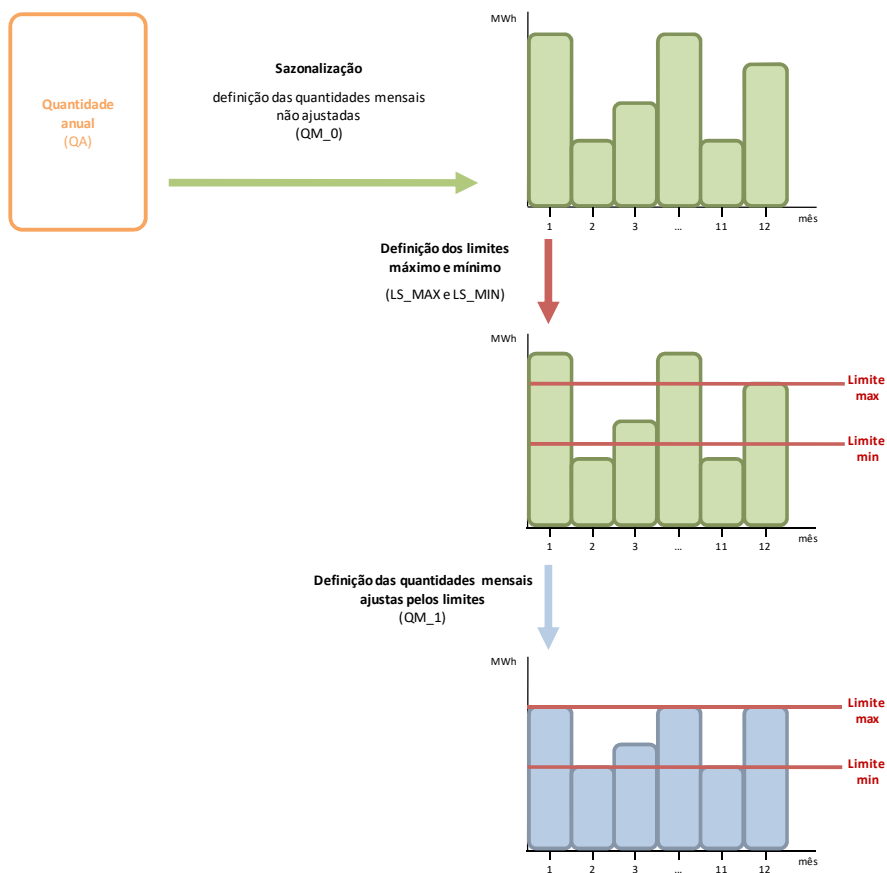 Quantidade
anual
(QA)
Sazonalização
definição das quantidades mensais
não ajustadas
(QM_0)
MWh
1 2 3 ... 11 12 mês
Definição dos limites
máximo e mínimo
(LS_MAX e LS_MIN)
MWh
Limite
max
Limite
min
1 2 3 ... 11 12 mês
Definição das quantidades mensais
ajustas pelos limites
(QM_1)
MWh
Limite
max
Limite
min
1 2 3 ... 11 12 mês